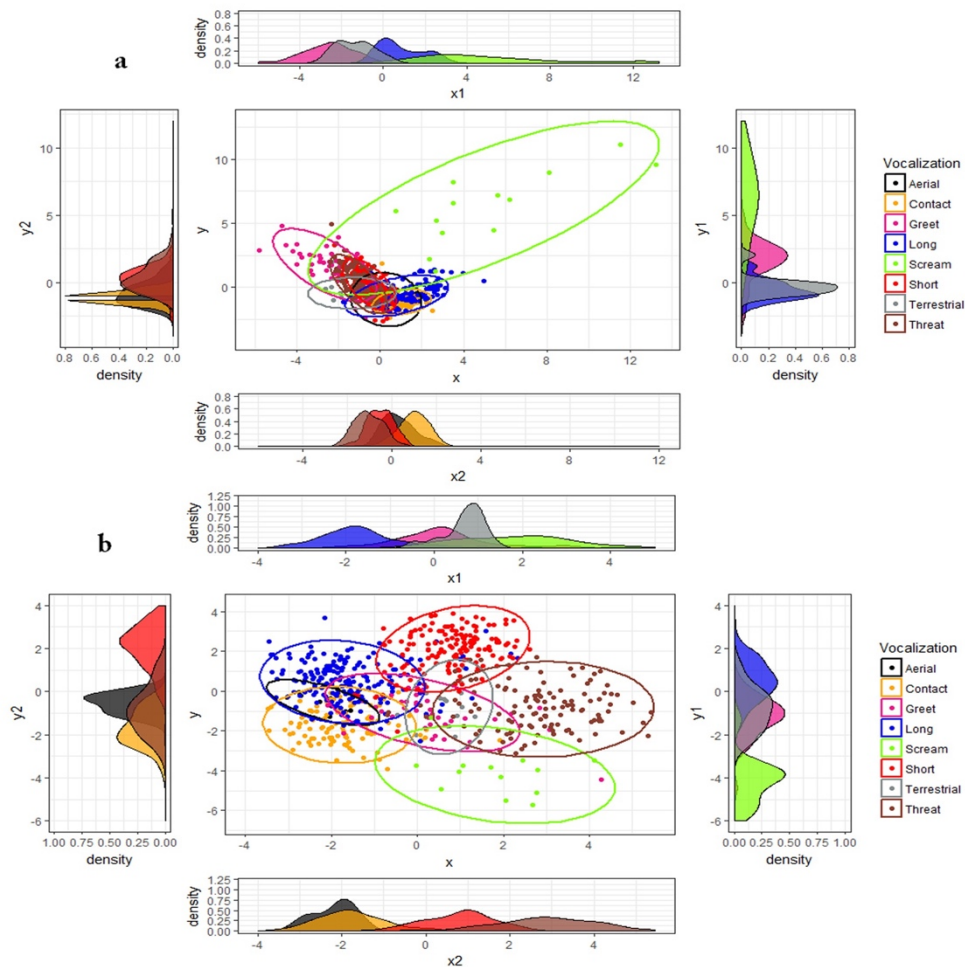 a
density
0.8
0.6
0.4
0.2
0.0
-4 0 4 8 12
x1
y2
10
5
0
0.8 0.6 0.4 0.2 0.0
density
y
10
5
0
-4 0 4 8 12
x
y1
10
5
0
0.0 0.2 0.4 0.6 0.8
density
Vocalization
Aerial
Contact
Greet
Long
Scream
Short
Terrestrial
Threat
density
0.8
0.6
0.4
0.2
0.0
-4 0 4 8 12
x2
b
density
1.25
1.00
0.75
0.50
0.25
0.00
-4 -2 0 2 4
x1
y2
4
2
0
-2
-4
-6
1.00 0.75 0.50 0.25 0.00
density
y
4
2
0
-2
-4
-6
-4 -2 0 2 4
x
y1
4
2
0
-2
-4
-6
0.00 0.25 0.50 0.75 1.00
density
Vocalization
Aerial
Contact
Greet
Long
Scream
Short
Terrestrial
Threat
density
1.25
1.00
0.75
0.50
0.25
0.00
-4 -2 0 2 4
x2